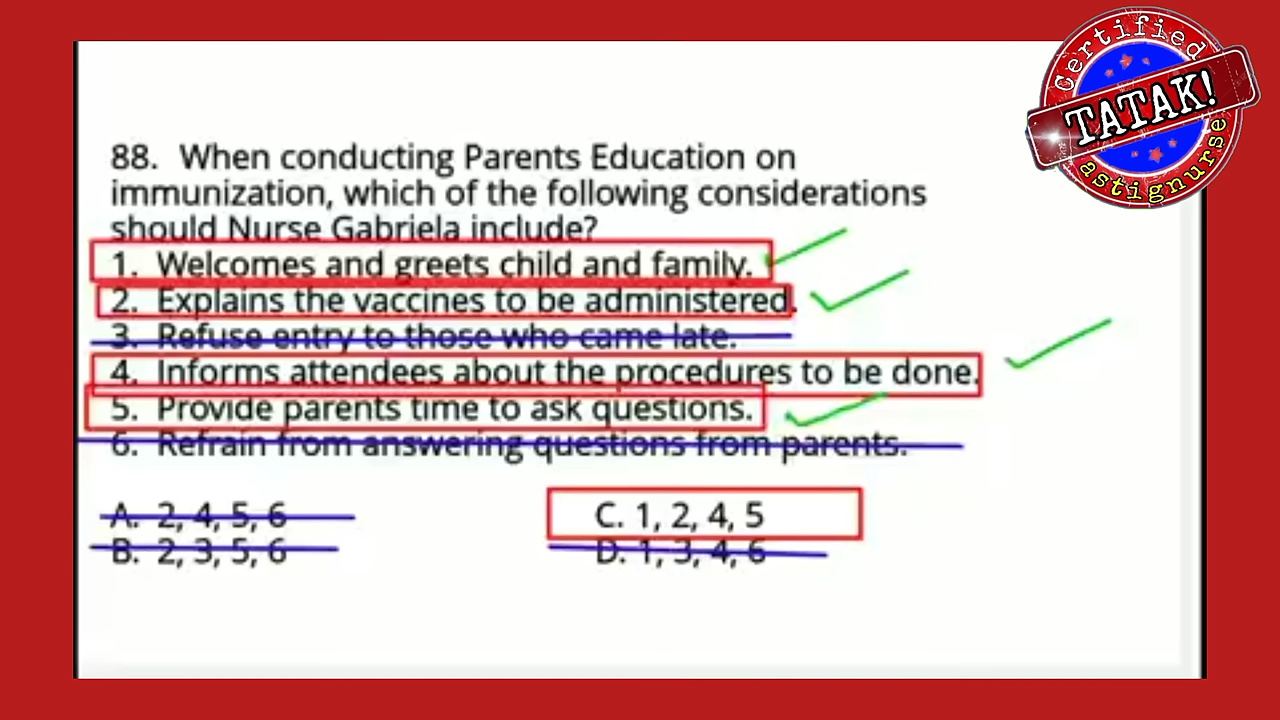 Certified
TATAK!
astignurse
88. When conducting Parents Education on
immunization, which of the following considerations
should Nurse Gabriela include?
1. Welcomes and greets child and family.
2. Explains the vaccines to be administered.
3. Refuse entry to those who came late.
4. Informs attendees about the procedures to be done.
5. Provide parents time to ask questions.
6. Refrain from answering questions from parents.
A. 2, 4, 5, 6 C. 1, 2, 4, 5
B. 2, 3, 5, 6 D. 1, 3, 4, 6